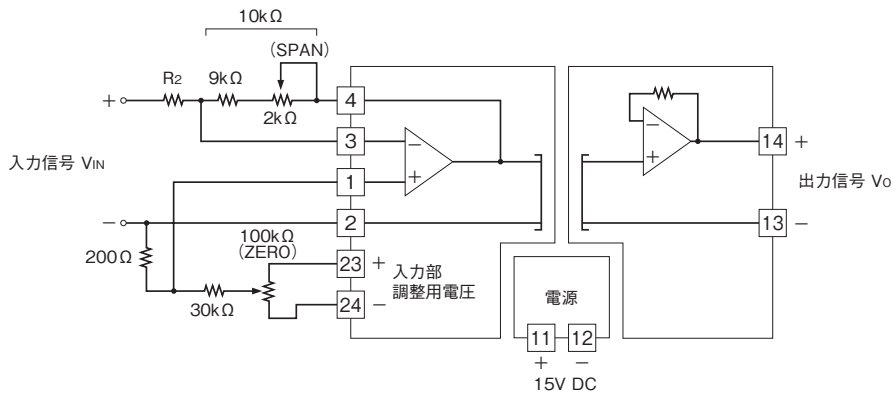 10kΩ
(SPAN)
R2
9kΩ
2kΩ
+
4
3
1
2
23
24
−
+
入力信号 VIN
−
200Ω
100kΩ
(ZERO)
30kΩ
+
−
入力部
調整用電圧
−
+
14
+
出力信号 VO
13
−
電源
11
12
+
−
15V DC